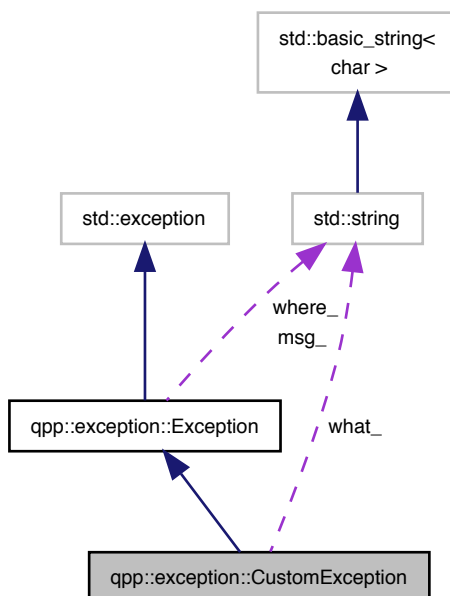 std::basic_string<
char >
std::exception
std::string
where_
msg_
qpp::exception::Exception
what_
qpp::exception::CustomException